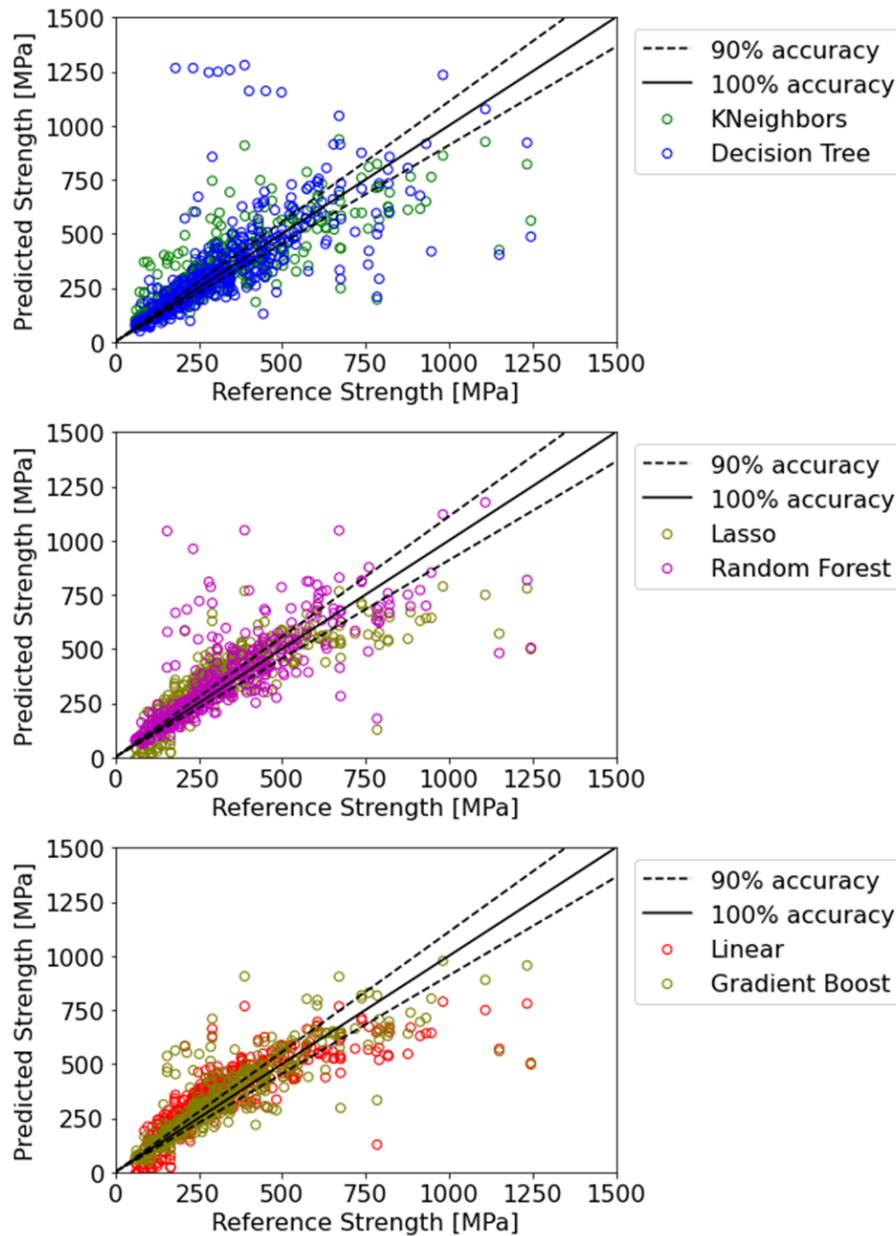 1500
1250
1000
750
500
250
0
Predicted Strength [MPa]
0 250 500 750 1000 1250 1500
Reference Strength [MPa]
90% accuracy
100% accuracy
KNeighbors
Decision Tree
1500
1250
1000
750
500
250
0
Predicted Strength [MPa]
0 250 500 750 1000 1250 1500
Reference Strength [MPa]
90% accuracy
100% accuracy
Lasso
Random Forest
1500
1250
1000
750
500
250
0
Predicted Strength [MPa]
0 250 500 750 1000 1250 1500
Reference Strength [MPa]
90% accuracy
100% accuracy
Linear
Gradient Boost